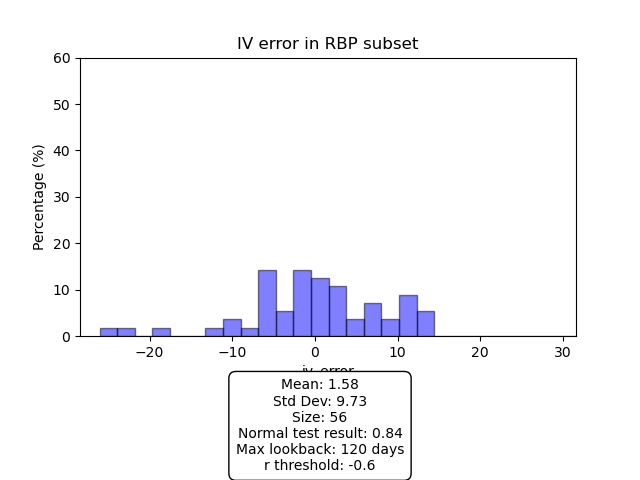 IV error in RBP subset
60
50
40
30
20
10
0
Percentage (%)
−20
−10
0
10
20
30
iv_error
Mean: 1.58
Std Dev: 9.73
Size: 56
Normal test result: 0.84
Max lookback: 120 days
r threshold: -0.6